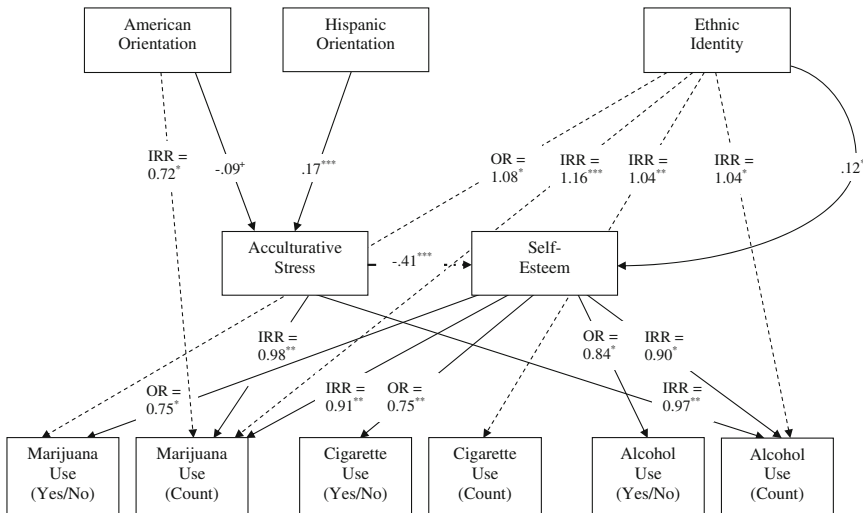 American
Orientation
Hispanic
Orientation
Ethnic
Identity
IRR =
0.72*
-.09+
.17***
OR =
1.08*
IRR =
1.16***
IRR =
1.04**
IRR =
1.04*
.12*
Acculturative
Stress
-.41***
Self-
Esteem
IRR =
0.98**
OR =
0.84*
IRR =
0.90*
OR =
0.75*
IRR =
0.91**
OR =
0.75**
IRR =
0.97**
Marijuana
Use
(Yes/No)
Marijuana
Use
(Count)
Cigarette
Use
(Yes/No)
Cigarette
Use
(Count)
Alcohol
Use
(Yes/No)
Alcohol
Use
(Count)